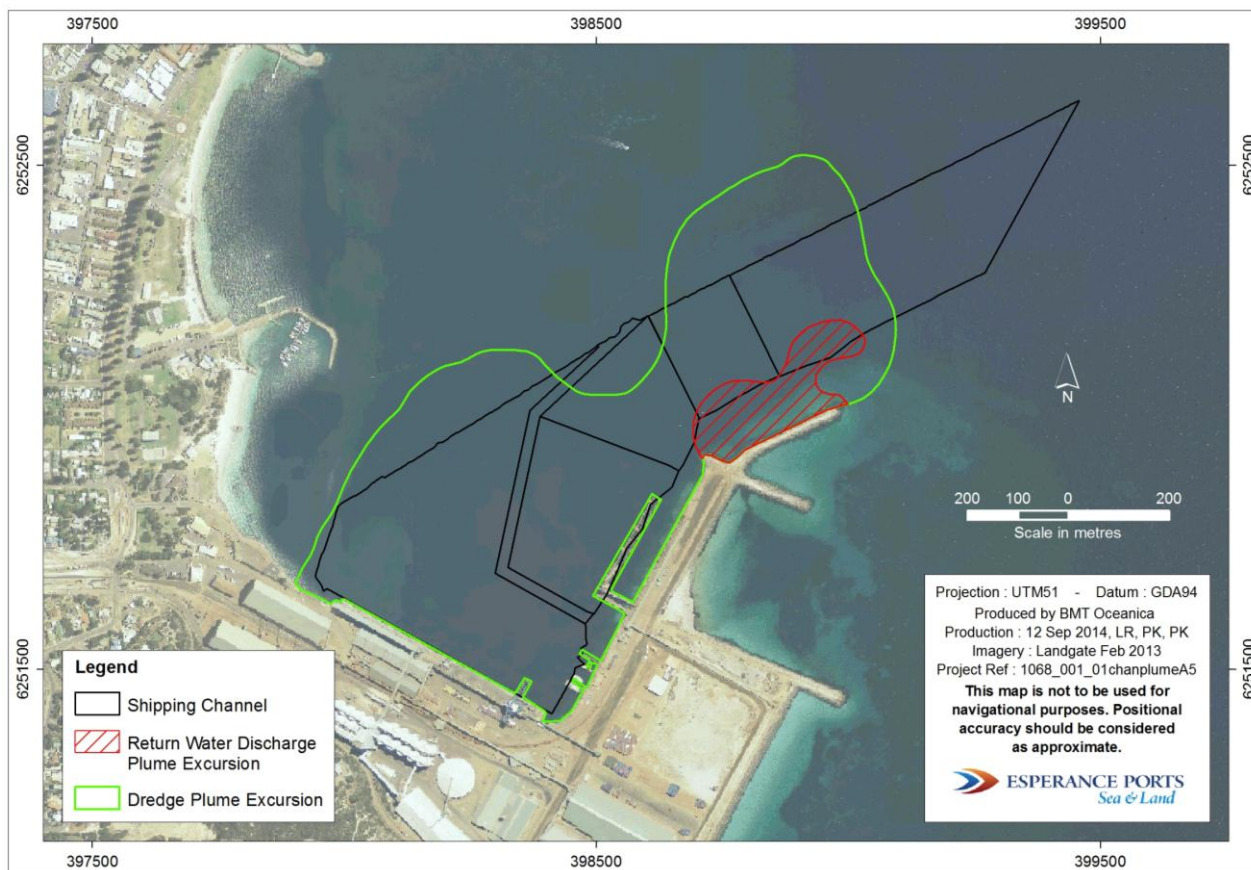 397500 398500 399500
6252500 6252500
N
200 100 0 200
Scale in metres
6251500 6251500
Legend
Shipping Channel
Return Water Discharge
Plume Excursion
Dredge Plume Excursion
Projection : UTM51 - Datum : GDA94
Produced by BMT Oceanica
Production : 12 Sep 2014, LR, PK, PK
Imagery : Landgate Feb 2013
Project Ref : 1068_001_01chanplumeA5
This map is not to be used for
navigational purposes. Positional
accuracy should be considered
as approximate.
ESPERANCE PORTS
Sea & Land
397500 398500 399500